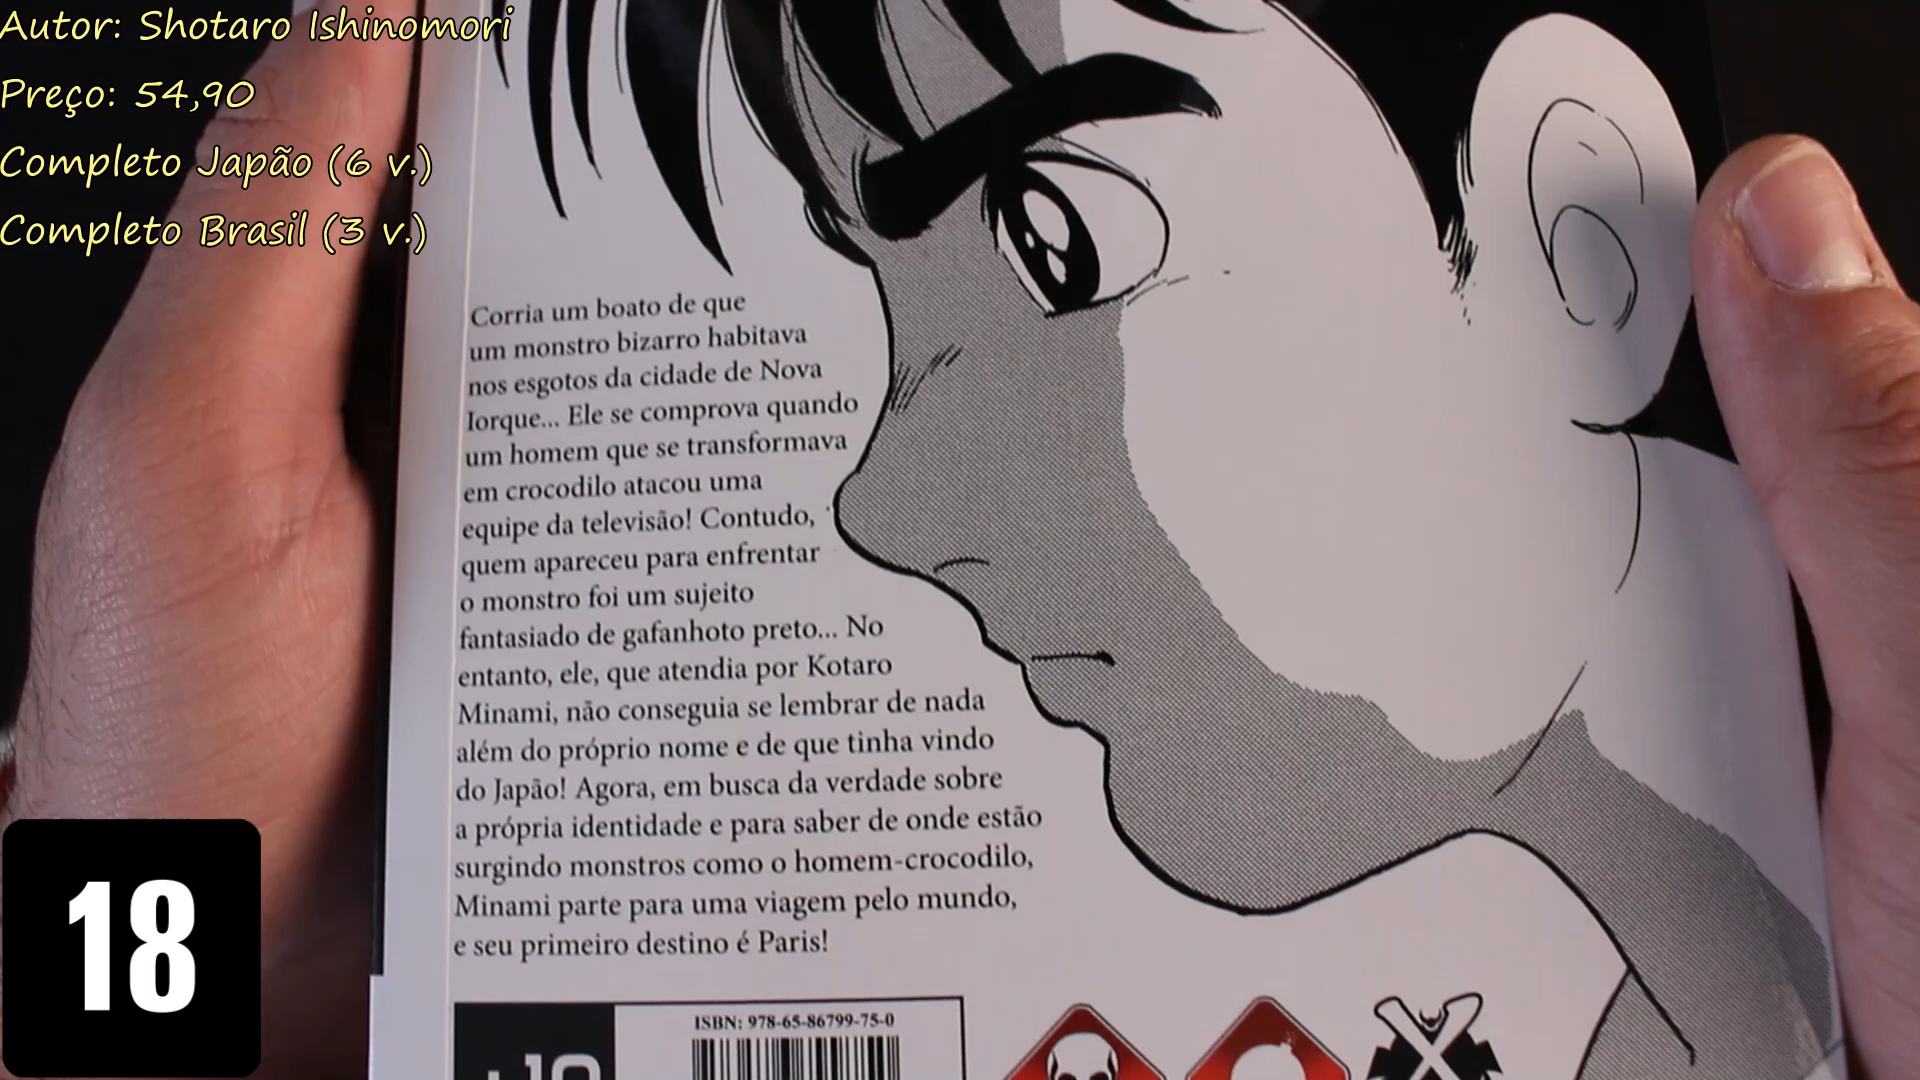 Autor: Shotaro Ishinomori
Preço: 54,90
Completo Japão (6 v.)
Completo Brasil (3 v.)
Corria um boato de que
um monstro bizarro habitava
nos esgotos da cidade de Nova
Iorque... Ele se comprova quando
um homem que se transformava
em crocodilo atacou uma
equipe da televisão! Contudo,
quem apareceu para enfrentar
o monstro foi um sujeito
fantasiado de gafanhoto preto... No
entanto, ele, que atendia por Kotaro
Minami, não conseguia se lembrar de nada
além do próprio nome e de que tinha vindo
do Japão! Agora, em busca da verdade sobre
a própria identidade e para saber de onde estão
surgindo monstros como o homem-crocodilo,
Minami parte para uma viagem pelo mundo,
e seu primeiro destino é Paris!
ISBN: 978-65-86799-75-0
18